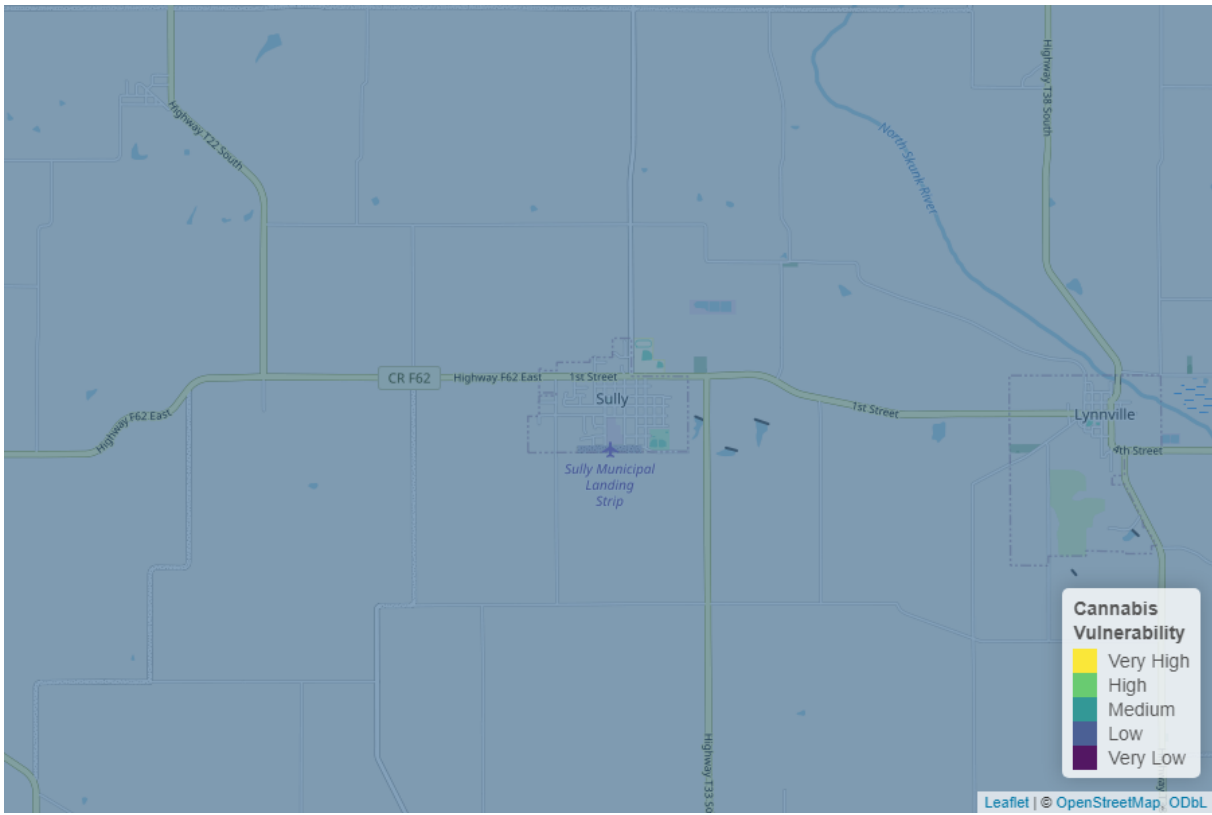 Highway T22 South
Highway T38 South
North Skunk River
CR F62
Highway F62 East
1st Street
Sully
Highway F62 East
1st Street
Lynnville
4th Street
Sully Municipal
Landing
Strip
Highway T33 So
Cannabis
Vulnerability
Very High
High
Medium
Low
Very Low
Leaflet | © OpenStreetMap, ODbL